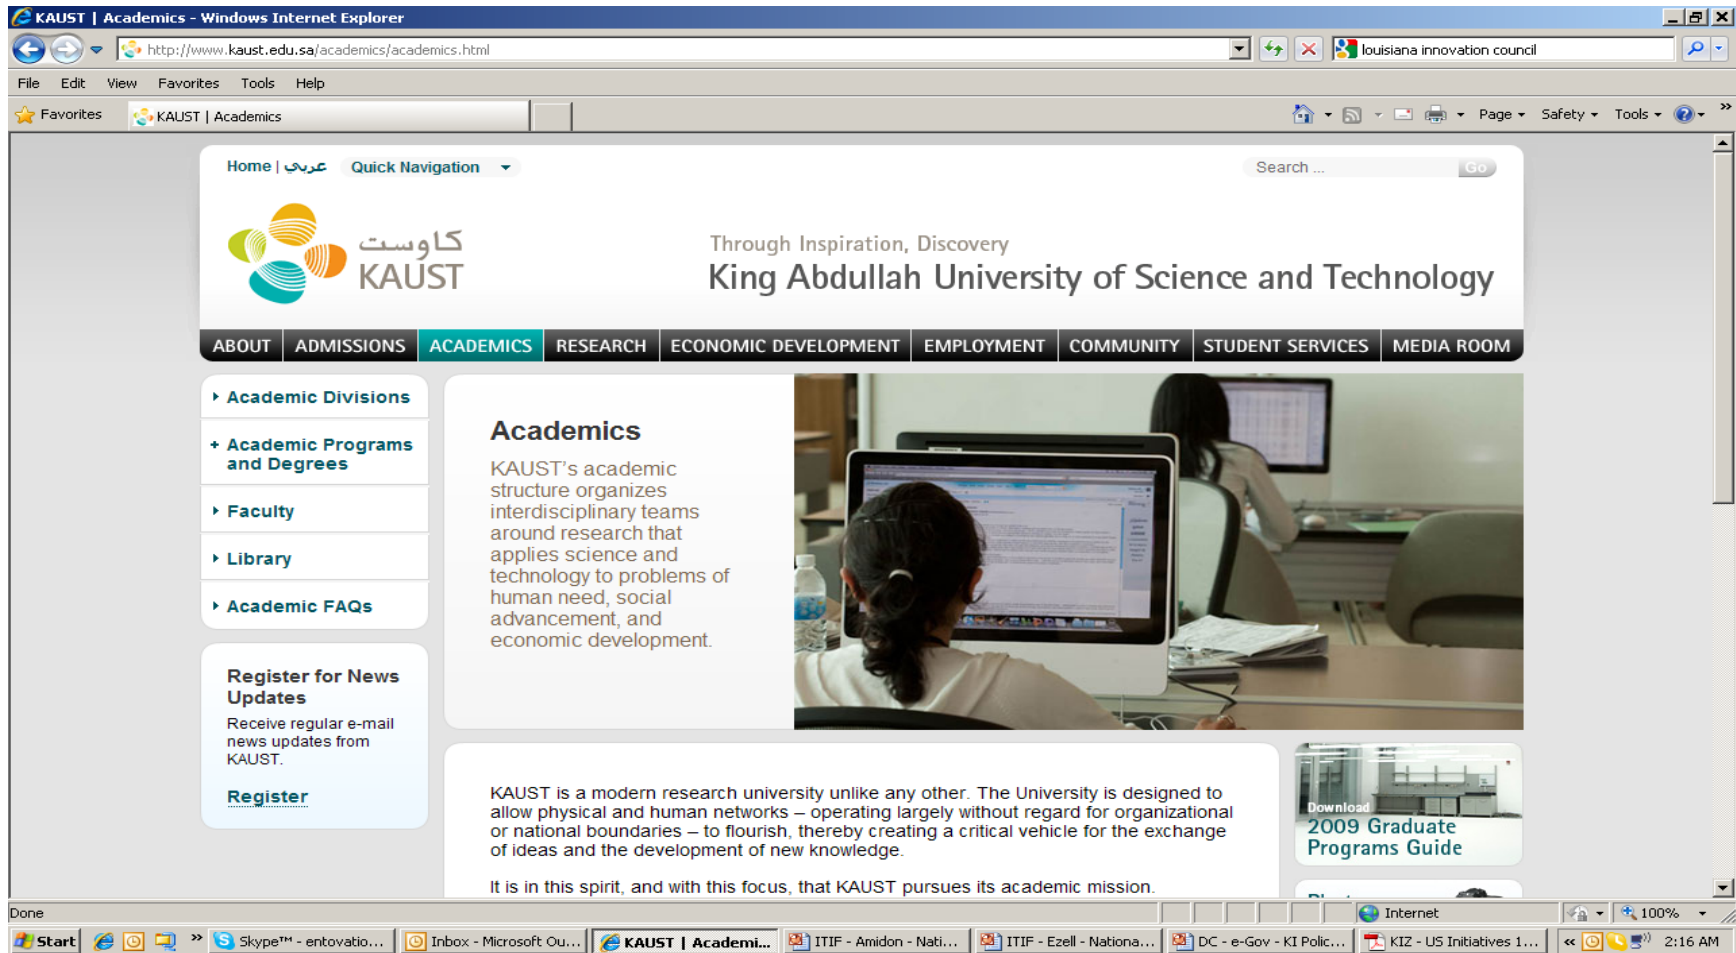 KAUST | Academics - Windows Internet Explorer
http://www.kaust.edu.sa/academics/academics.html
louisiana innovation council
File Edit View Favorites Tools Help
Favorites KAUST | Academics Page Safety Tools »
Home | عربي Quick Navigation Search ... Go
كاوست
KAUST
Through Inspiration, Discovery
King Abdullah University of Science and Technology
ABOUT ADMISSIONS ACADEMICS RESEARCH ECONOMIC DEVELOPMENT EMPLOYMENT COMMUNITY STUDENT SERVICES MEDIA ROOM
Academic Divisions
+ Academic Programs
and Degrees
Faculty
Library
Academic FAQs
Register for News
Updates
Receive regular e-mail
news updates from
KAUST.
Register
Academics
KAUST's academic
structure organizes
interdisciplinary teams
around research that
applies science and
technology to problems of
human need, social
advancement, and
economic development.
KAUST is a modern research university unlike any other. The University is designed to
allow physical and human networks – operating largely without regard for organizational
or national boundaries – to flourish, thereby creating a critical vehicle for the exchange
of ideas and the development of new knowledge.
It is in this spirit, and with this focus, that KAUST pursues its academic mission.
Download
2009 Graduate
Programs Guide
Done Internet 100%
Start » Skype™ - entovatio... Inbox - Microsoft Ou... KAUST | Academi... ITIF - Amidon - Nati... ITIF - Ezell - Nationa... DC - e-Gov - KI Polic... KIZ - US Initiatives 1... « 2:16 AM